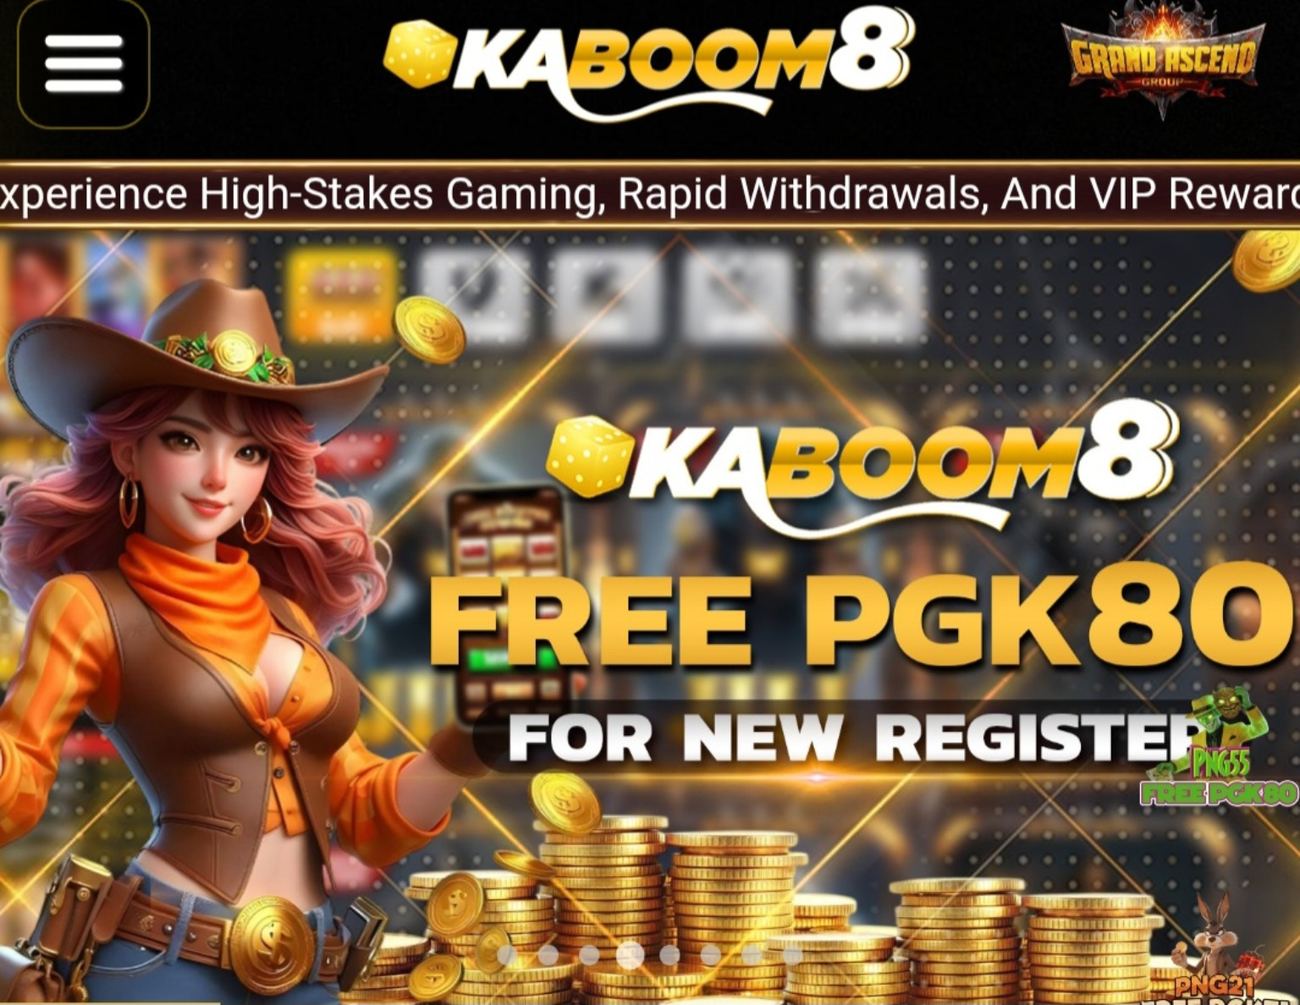 KABOOM8
GRAND ASCEND
GROUP
xperience High-Stakes Gaming, Rapid Withdrawals, And VIP Reward
KABOOM8
FREE PGK80
FOR NEW REGISTER
PNG55
FREE PGK80
PNG21